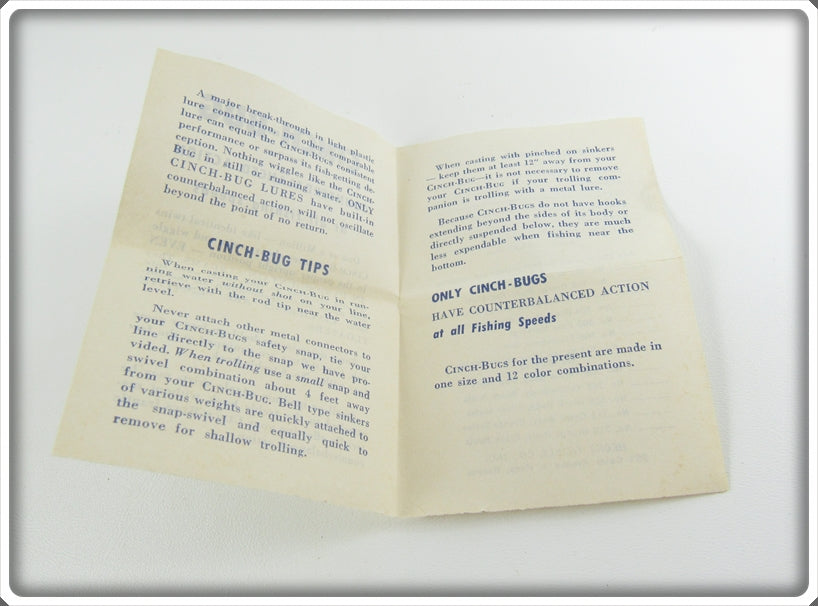 A major break-through in light plastic
lure construction, no other comparable
lure can equal the CINCH-BUGS consistent
performance or surpass its fish-getting de-
ception. Nothing wiggles like the CINCH-
BUG in still or running water. ONLY
CINCH-BUG LURES have built-in
counterbalanced action, will not oscillate
beyond the point of no return.
CINCH-BUG TIPS
When casting your CINCH-BUG in run-
ning water without shot on your line,
retrieve with the rod tip near the water
level.
Never attach other metal connectors to
your CINCH-BUGS safety snap, tie your
line directly to the snap we have pro-
vided. When trolling use a small snap and
swivel combination about 4 feet away
from your CINCH-BUG. Bell type sinkers
of various weights are quickly attached to
the snap-swivel and equally quick to
remove for shallow trolling.
When casting with pinched on sinkers
— keep them at least 12" away from your
CINCH-BUG—it is not necessary to remove
your CINCH-BUG if your trolling com-
panion is trolling with a metal lure.
Because CINCH-BUGS do not have hooks
extending beyond the sides of its body or
directly suspended below, they are much
less expendable when fishing near the
bottom.
ONLY CINCH-BUGS
HAVE COUNTERBALANCED ACTION
at all Fishing Speeds
CINCH-BUGS for the present are made in
one size and 12 color combinations.